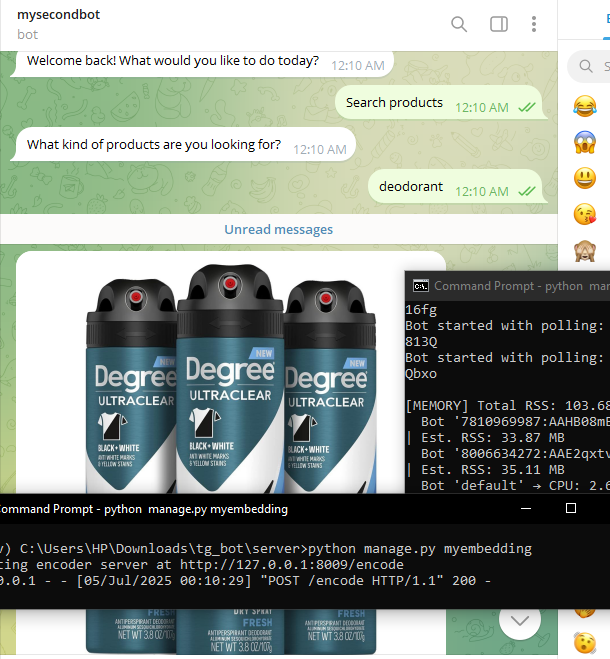 mysecondbot
bot
Welcome back! What would you like to do today? 12:10 AM
Search products 12:10 AM
What kind of products are you looking for? 12:10 AM
deodorant 12:10 AM
Unread messages
NEW
Degree
ULTRACLEAR
BLACK+WHITE
ANTI WHITE MARKS
& YELLOW STAINS
NEW
Degree
ULTRACLEAR
BLACK+WHITE
ANTI WHITE MARKS
& YELLOW STAINS
NEW
Degree
ULTRACLEAR
BLACK+WHITE
ANTI WHITE MARKS
& YELLOW STAINS
Command Prompt - python mar
16fg
Bot started with polling:
813Q
Bot started with polling:
Qbxo
[MEMORY] Total RSS: 103.68
Bot '7810969987:AAHB08mE
| Est. RSS: 33.87 MB
Bot '8006634272:AAE2qxtv
| Est. RSS: 35.11 MB
Bot 'default' → CPU: 2.6
Command Prompt - python manage.py myembedding
v) C:\Users\HP\Downloads\tg_bot\server>python manage.py myembedding
ting encoder server at http://127.0.0.1:8009/encode
0.0.1 - - [05/Jul/2025 00:10:29] "POST /encode HTTP/1.1" 200 -
FRESH
ANTIPERSPIRANT DEODORANT
NET WT 3.8 OZ/107g
DRY SPRAY
FRESH
ANTIPERSPIRANT DEODORANT
ALUMINUM SESQUICHLOROHYDRATE
NET WT 3.8 OZ/107g
FRESH
ANTIPERSPIRANT DEODORANT
NET WT 3.8 OZ/107g